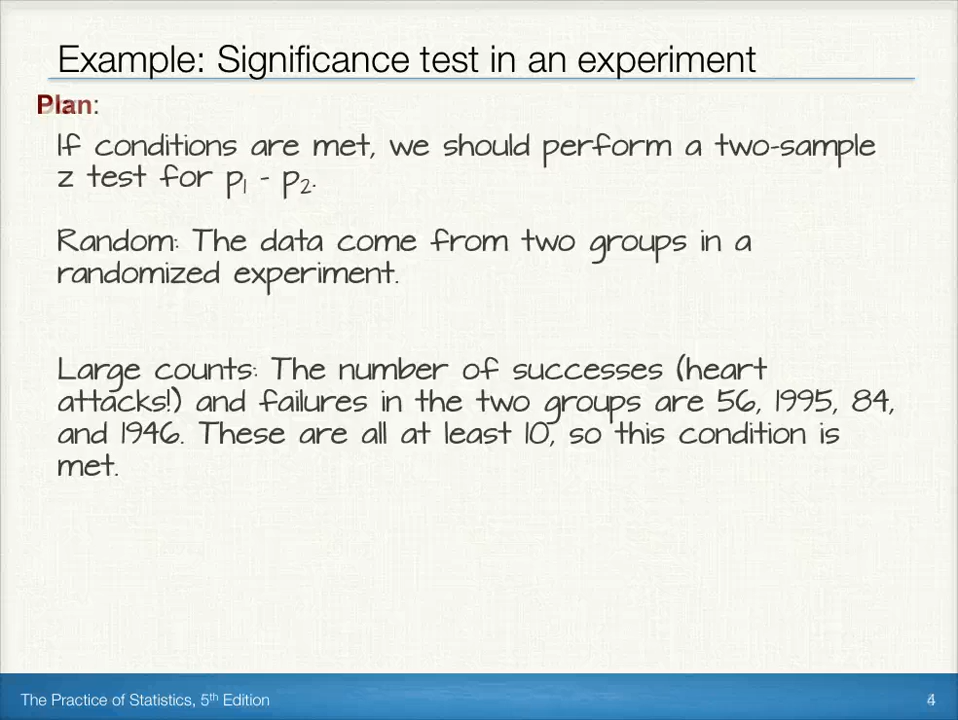 Example: Significance test in an experiment
Plan:
If conditions are met, we should perform a two-sample
z test for p₁ - p₂.
Random: The data come from two groups in a
randomized experiment.
Large counts: The number of successes (heart
attacks!) and failures in the two groups are 56, 1995, 84,
and 1946. These are all at least 10, so this condition is
met.
The Practice of Statistics, 5th Edition
4